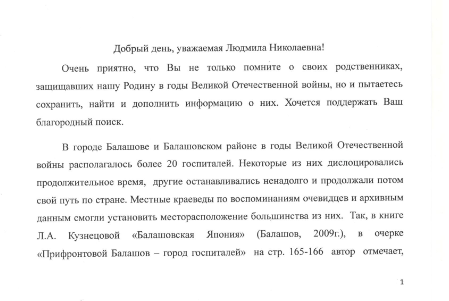 Добрый день, уважаемая Людмила Николаевна!
Очень приятно, что Вы не только помните о своих родственниках,
защищавших нашу Родину в годы Великой Отечественной войны, но и пытаетесь
сохранить, найти и дополнить информацию о них. Хочется поддержать Ваш
благородный поиск.
В городе Балашове и Балашовском районе в годы Великой Отечественной
войны располагалось более 20 госпиталей. Некоторые из них дислоцировались
продолжительное время, другие останавливались ненадолго и продолжали потом
свой путь по стране. Местные краеведы по воспоминаниям очевидцев и архивным
данным смогли установить месторасположение большинства из них. Так, в книге
Л.А. Кузнецовой «Балашовская Япония» (Балашов, 2009г.), в очерке
«Прифронтовой Балашов – город госпиталей» на стр. 165-166 автор отмечает,
1